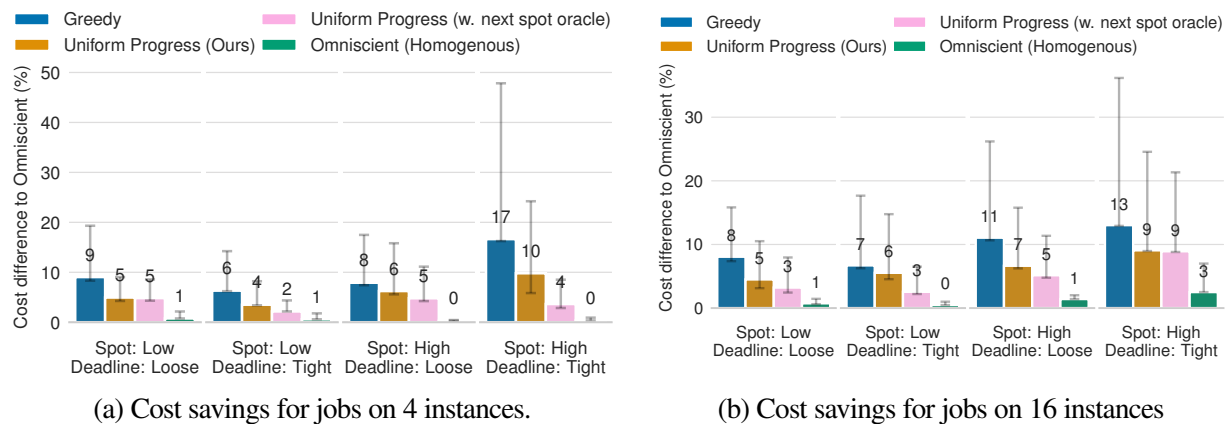 Greedy
Uniform Progress (w. next spot oracle)
Uniform Progress (Ours)
Omniscient (Homogenous)
Cost difference to Omniscient (%)
50
40
30
20
10
0
9
5
5
1
6
4
2
1
8
6
5
0
17
10
4
0
Spot: Low
Deadline: Loose
Spot: Low
Deadline: Tight
Spot: High
Deadline: Loose
Spot: High
Deadline: Tight
(a) Cost savings for jobs on 4 instances.
Greedy
Uniform Progress (w. next spot oracle)
Uniform Progress (Ours)
Omniscient (Homogenous)
Cost difference to Omniscient (%)
30
20
10
0
8
5
3
1
7
6
3
0
11
7
5
1
13
9
9
3
Spot: Low
Deadline: Loose
Spot: Low
Deadline: Tight
Spot: High
Deadline: Loose
Spot: High
Deadline: Tight
(b) Cost savings for jobs on 16 instances